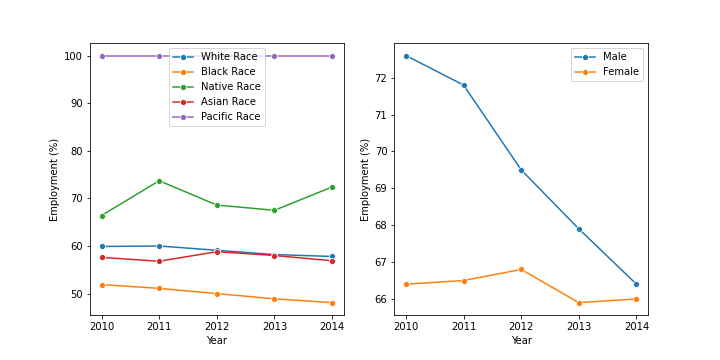 100
90
80
70
60
50
Employment (%)
2010 2011 2012 2013 2014
Year
White Race
Black Race
Native Race
Asian Race
Pacific Race
72
71
70
69
68
67
66
Employment (%)
2010 2011 2012 2013 2014
Year
Male
Female